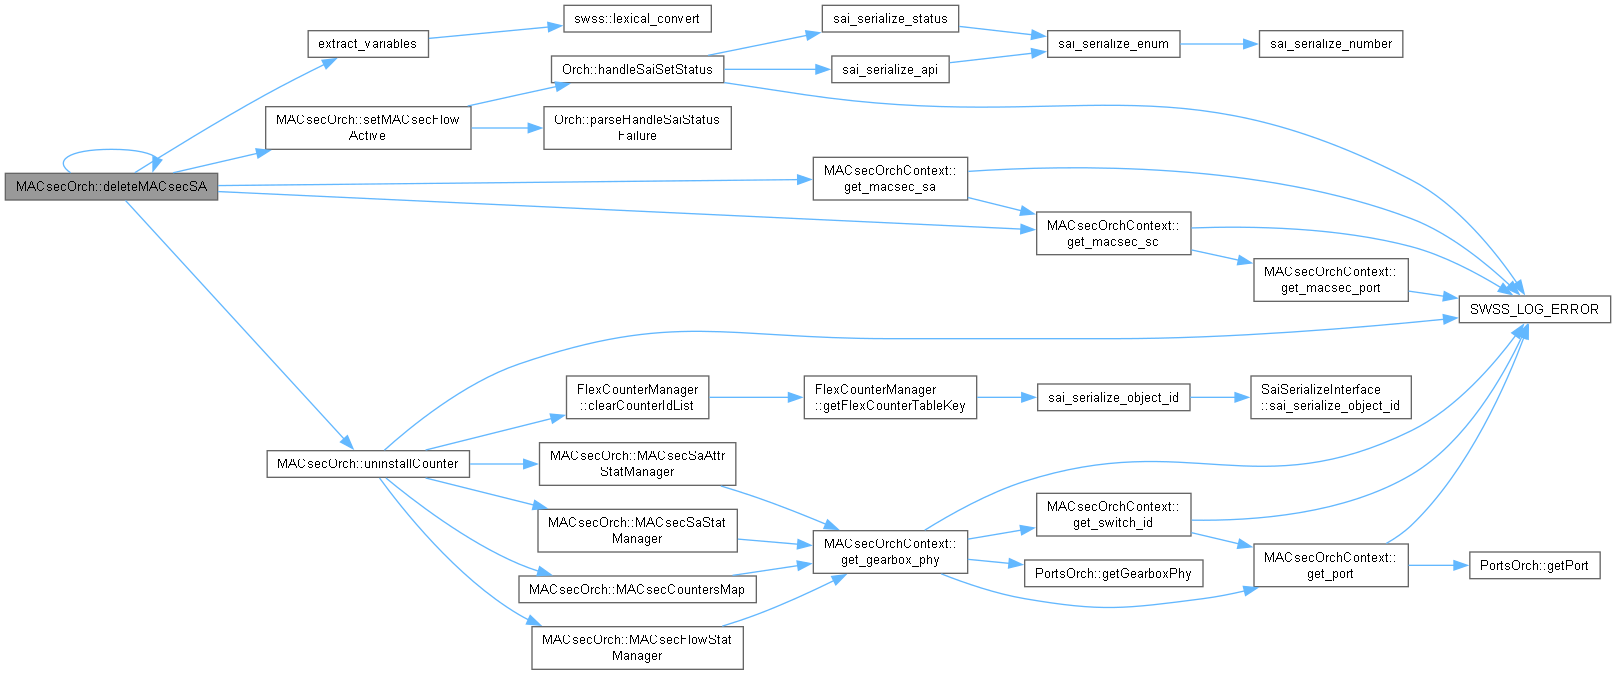 MACsecOrch::deleteMACsecSA
extract_variables
swss::lexical_convert
MACsecOrch::setMACsecFlow
Active
Orch::handleSaiSetStatus
sai_serialize_status
sai_serialize_enum
sai_serialize_number
sai_serialize_api
Orch::parseHandleSaiStatus
Failure
MACsecOrchContext::
get_macsec_sa
MACsecOrchContext::
get_macsec_sc
MACsecOrchContext::
get_macsec_port
SWSS_LOG_ERROR
MACsecOrch::uninstallCounter
FlexCounterManager
::clearCounterIdList
FlexCounterManager
::getFlexCounterTableKey
sai_serialize_object_id
SaiSerializeInterface
::sai_serialize_object_id
MACsecOrch::MACsecSaAttr
StatManager
MACsecOrch::MACsecSaStat
Manager
MACsecOrch::MACsecCountersMap
MACsecOrch::MACsecFlowStat
Manager
MACsecOrchContext::
get_gearbox_phy
MACsecOrchContext::
get_switch_id
PortsOrch::getGearboxPhy
MACsecOrchContext::
get_port
PortsOrch::getPort